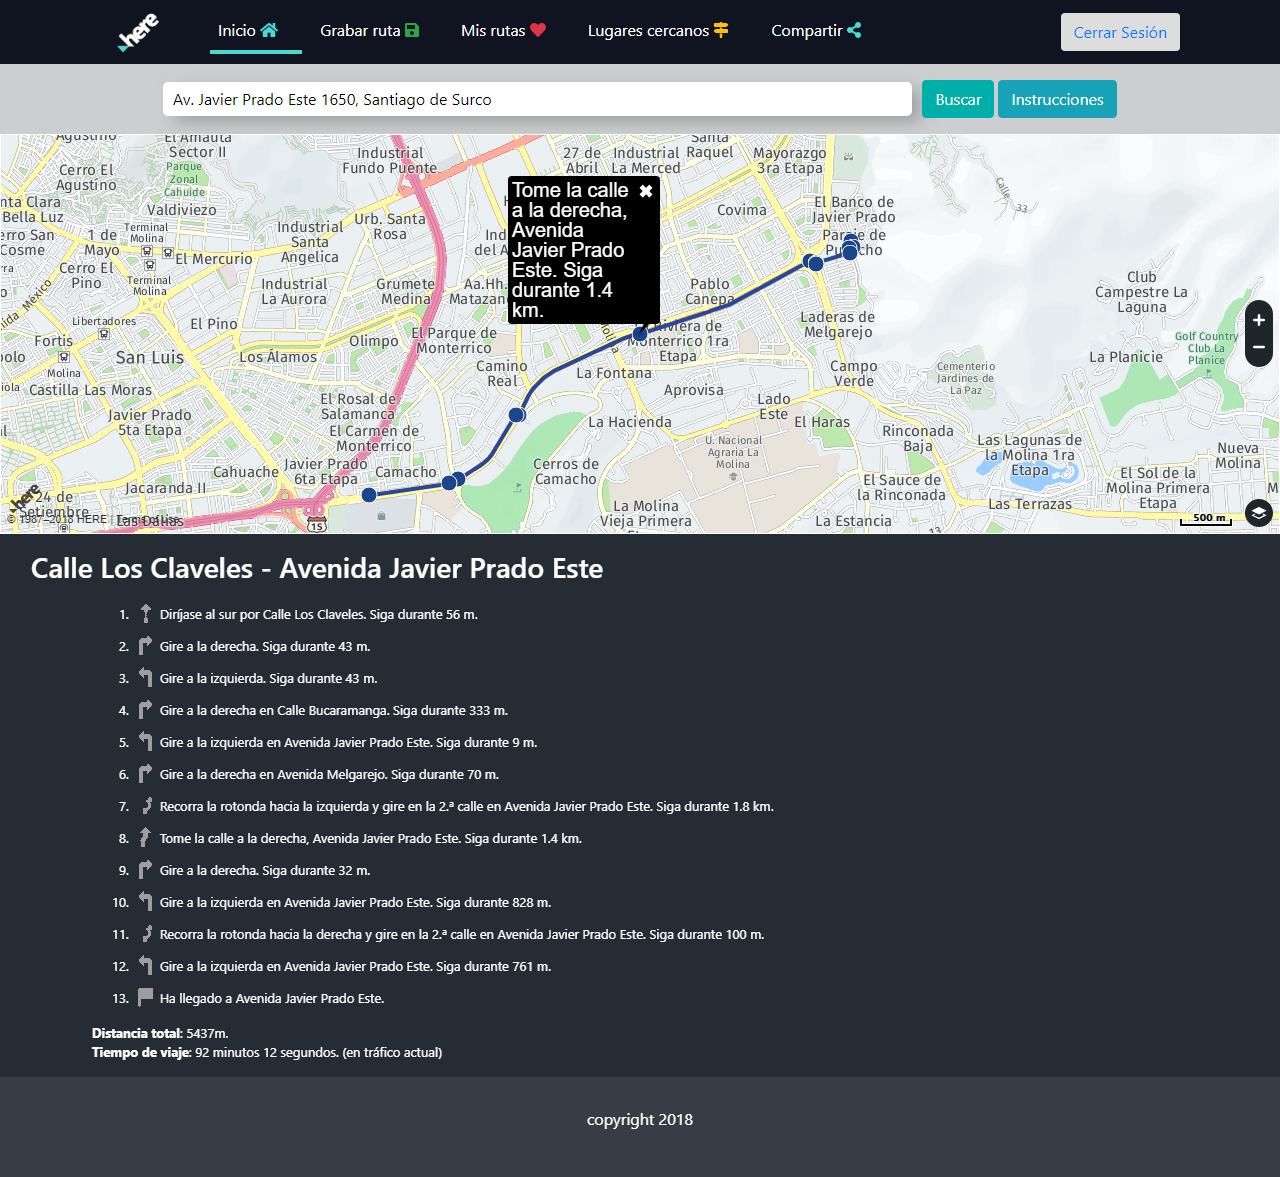 here
Inicio
Grabar ruta
Mis rutas
Lugares cercanos
Compartir
Cerrar Sesión
Av. Javier Prado Este 1650, Santiago de Surco
Buscar
Instrucciones
Agustino
Cerro El
Agustino
El Amauta
Sector II
Parque
Zonal
Cahuide
Industrial
Fundo Puente
27 de
Abril
Industrial
La Merced
Santa
Raquel
Mayorazgo
3ra Etapa
Calle
33
Santa Clara
Bella Luz
Valdiviezo
Urb. Santa
Rosa
Covima
El Banco de
Javier Prado
Cosme
1 de
Mayo
Terminal
Molina
El Mercurio
Industrial
Santa
Angelica
Cerro El
Pino
Terminal
Molina
Industrial
La Aurora
Grumete
Medina
Aa.Hh.
Pablo
Canepa
Club
Campestre La
Laguna
México
Libertadores
El Pino
Olimpo
El Parque de
Monterrico
Monterrico 1ra
Etapa
Laderas de
Melgarejo
Golf Country
Club La
Planice
Fortis
San Luis
Los Álamos
Camino
Real
La Fontana
Campo
Verde
La Planicie
Molina
Castilla Las Moras
Aprovisa
Cementerio
Jardines de
La Paz
El Rosal de
Salamanca
Lado
Este
Javier Prado
5ta Etapa
El Carmen de
Monterrico
La Hacienda
El Haras
Rinconada
Baja
U. Nacional
Agraria La
Molina
Las Lagunas de
la Molina 1ra
Etapa
Nueva
Molina
Cahuache
Javier Prado
6ta Etapa
Camacho
Cerros de
Camacho
El Sauce de
la Rinconada
El Sol de la
Molina Primera
Etapa
Jacaranda II
24 de
Setiembre
15
La Molina
Vieja Primera
La Estancia
Las Terrazas
Tome la calle
a la derecha,
Avenida
Javier Prado
Este. Siga
durante 1.4
km.
here
© 1987–2018 HERE
500 m
Calle Los Claveles - Avenida Javier Prado Este
1. Diríjase al sur por Calle Los Claveles. Siga durante 56 m.
2. Gire a la derecha. Siga durante 43 m.
3. Gire a la izquierda. Siga durante 43 m.
4. Gire a la derecha en Calle Bucaramanga. Siga durante 333 m.
5. Gire a la izquierda en Avenida Javier Prado Este. Siga durante 9 m.
6. Gire a la derecha en Avenida Melgarejo. Siga durante 70 m.
7. Recorra la rotonda hacia la izquierda y gire en la 2.ª calle en Avenida Javier Prado Este. Siga durante 1.8 km.
8. Tome la calle a la derecha, Avenida Javier Prado Este. Siga durante 1.4 km.
9. Gire a la derecha. Siga durante 32 m.
10. Gire a la izquierda en Avenida Javier Prado Este. Siga durante 828 m.
11. Recorra la rotonda hacia la derecha y gire en la 2.ª calle en Avenida Javier Prado Este. Siga durante 100 m.
12. Gire a la izquierda en Avenida Javier Prado Este. Siga durante 761 m.
13. Ha llegado a Avenida Javier Prado Este.
Distancia total: 5437m.
Tiempo de viaje: 92 minutos 12 segundos. (en tráfico actual)
copyright 2018